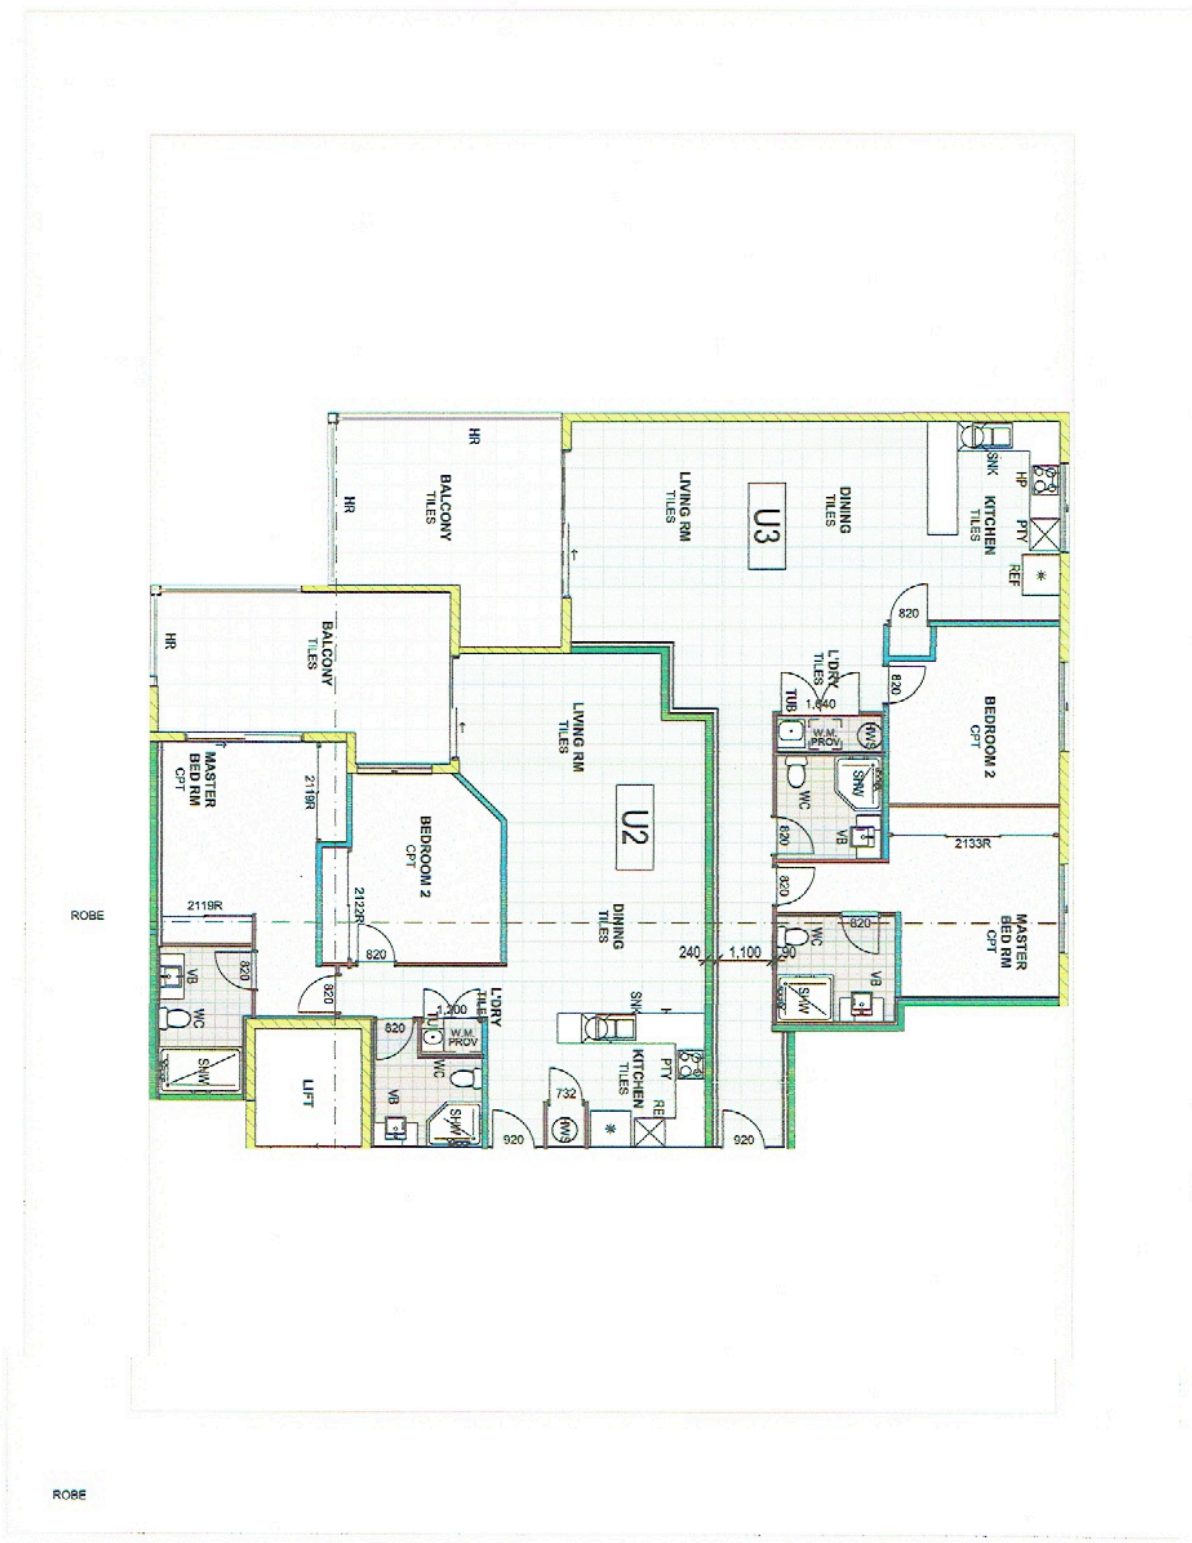 HR
HR
BALCONY
TILES
LIVING RM
TILES
U3
DINING
TILES
SNK
HP
KITCHEN
TILES
PTY
REF
820
HR
BALCONY
TILES
L'DRY
TILES
820
TUB
1,640
W.M.
PROV
HWS
BEDROOM 2
CPT
LIVING RM
TILES
MASTER
BED RM
CPT
2119R
WC
SHW
VB
820
2133R
U2
BEDROOM 2
CPT
820
2119R
2122R
ROBE
DINING
TILES
820
MASTER
BED RM
CPT
WC
VB
SHW
820
240
1,100
90
VB
WC
820
820
SHW
LIFT
L'DRY
TILES
1,200
W.M.
PROV
820
WC
VB
SHW
SNK
KITCHEN
TILES
PTY
732
HWS
920
920
ROBE